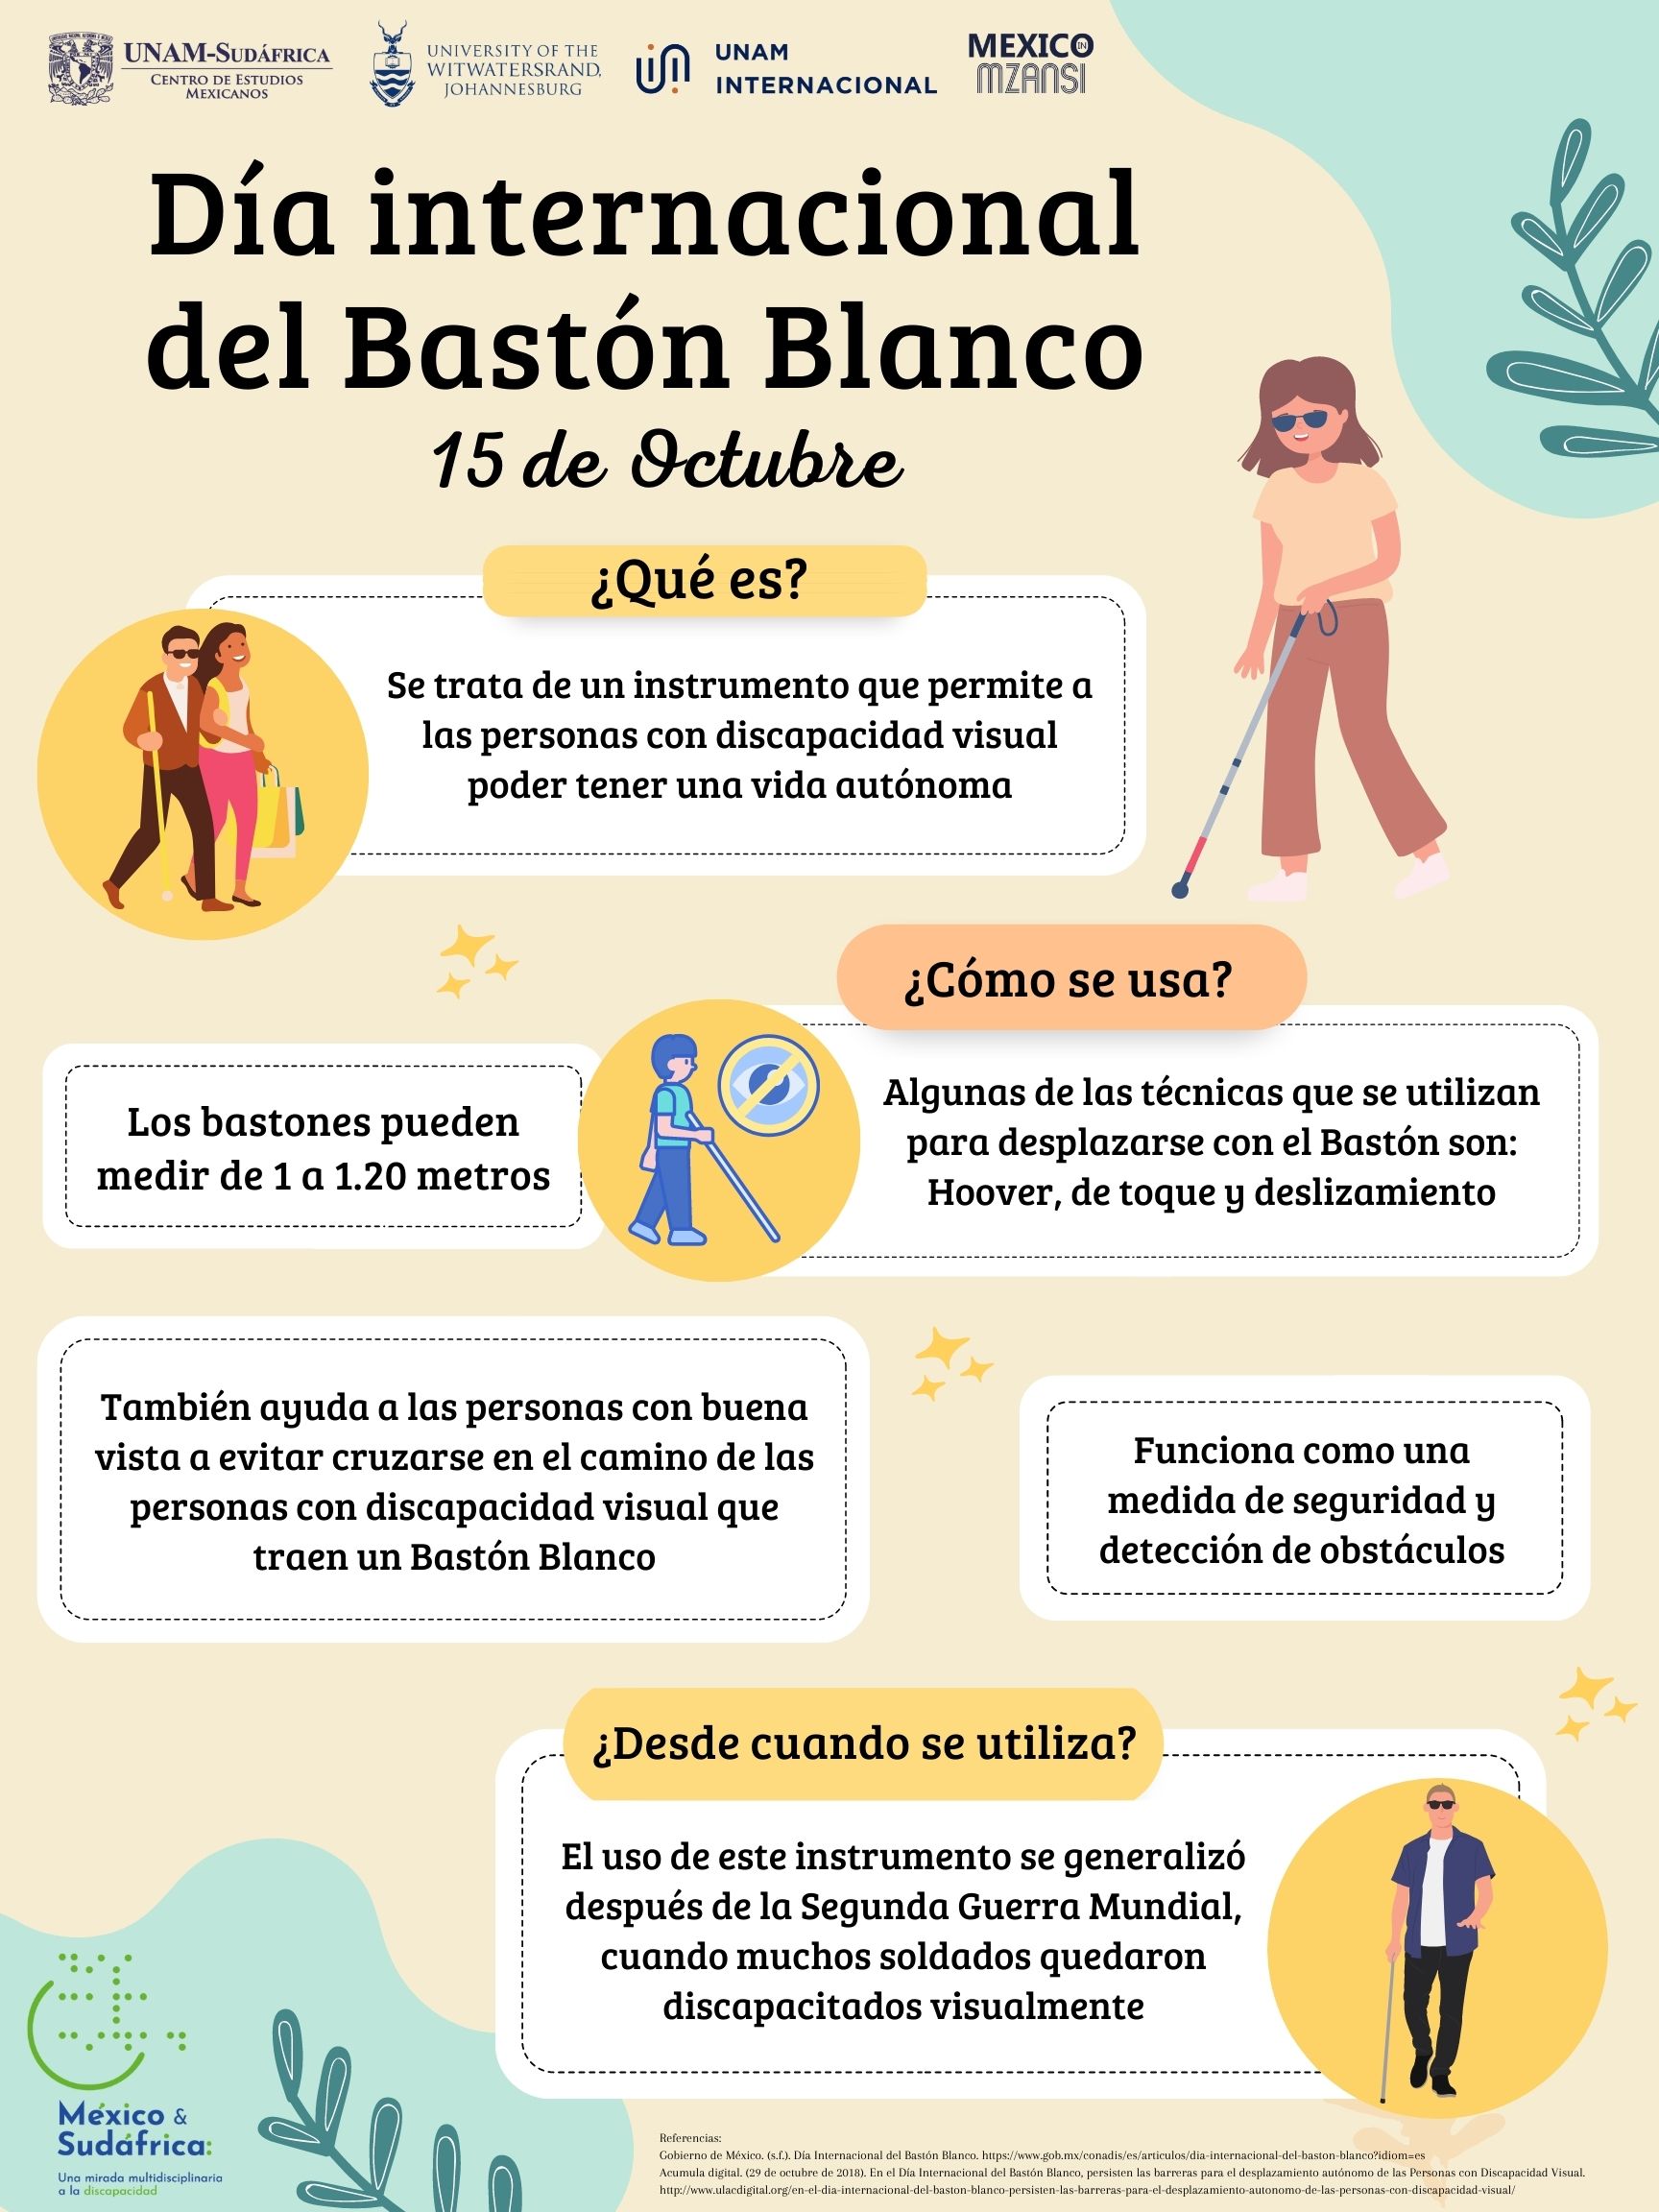 UNAM-SUDÁFRICA
CENTRO DE ESTUDIOS
MEXICANOS
UNIVERSITY OF THE
WITWATERSRAND,
JOHANNESBURG
UNAM
INTERNACIONAL
MEXICO
IN
MZANSI
Día internacional
del Bastón Blanco
15 de Octubre
¿Qué es?
Se trata de un instrumento que permite a
las personas con discapacidad visual
poder tener una vida autónoma
¿Cómo se usa?
Los bastones pueden
medir de 1 a 1.20 metros
Algunas de las técnicas que se utilizan
para desplazarse con el Bastón son:
Hoover, de toque y deslizamiento
También ayuda a las personas con buena
vista a evitar cruzarse en el camino de las
personas con discapacidad visual que
traen un Bastón Blanco
Funciona como una
medida de seguridad y
detección de obstáculos
¿Desde cuando se utiliza?
El uso de este instrumento se generalizó
después de la Segunda Guerra Mundial,
cuando muchos soldados quedaron
discapacitados visualmente
México &
Sudáfrica:
Una mirada multidisciplinaria
a la discapacidad
Referencias:
Gobierno de México. (s.f.). Día Internacional del Bastón Blanco. https://www.gob.mx/conadis/es/articulos/dia-internacional-del-baston-blanco?idiom=es
Acumula digital. (29 de octubre de 2018). En el Día Internacional del Bastón Blanco, persisten las barreras para el desplazamiento autónomo de las Personas con Discapacidad Visual.
http://www.ulacdigital.org/en-el-dia-internacional-del-baston-blanco-persisten-las-barreras-para-el-desplazamiento-autonomo-de-las-personas-con-discapacidad-visual/